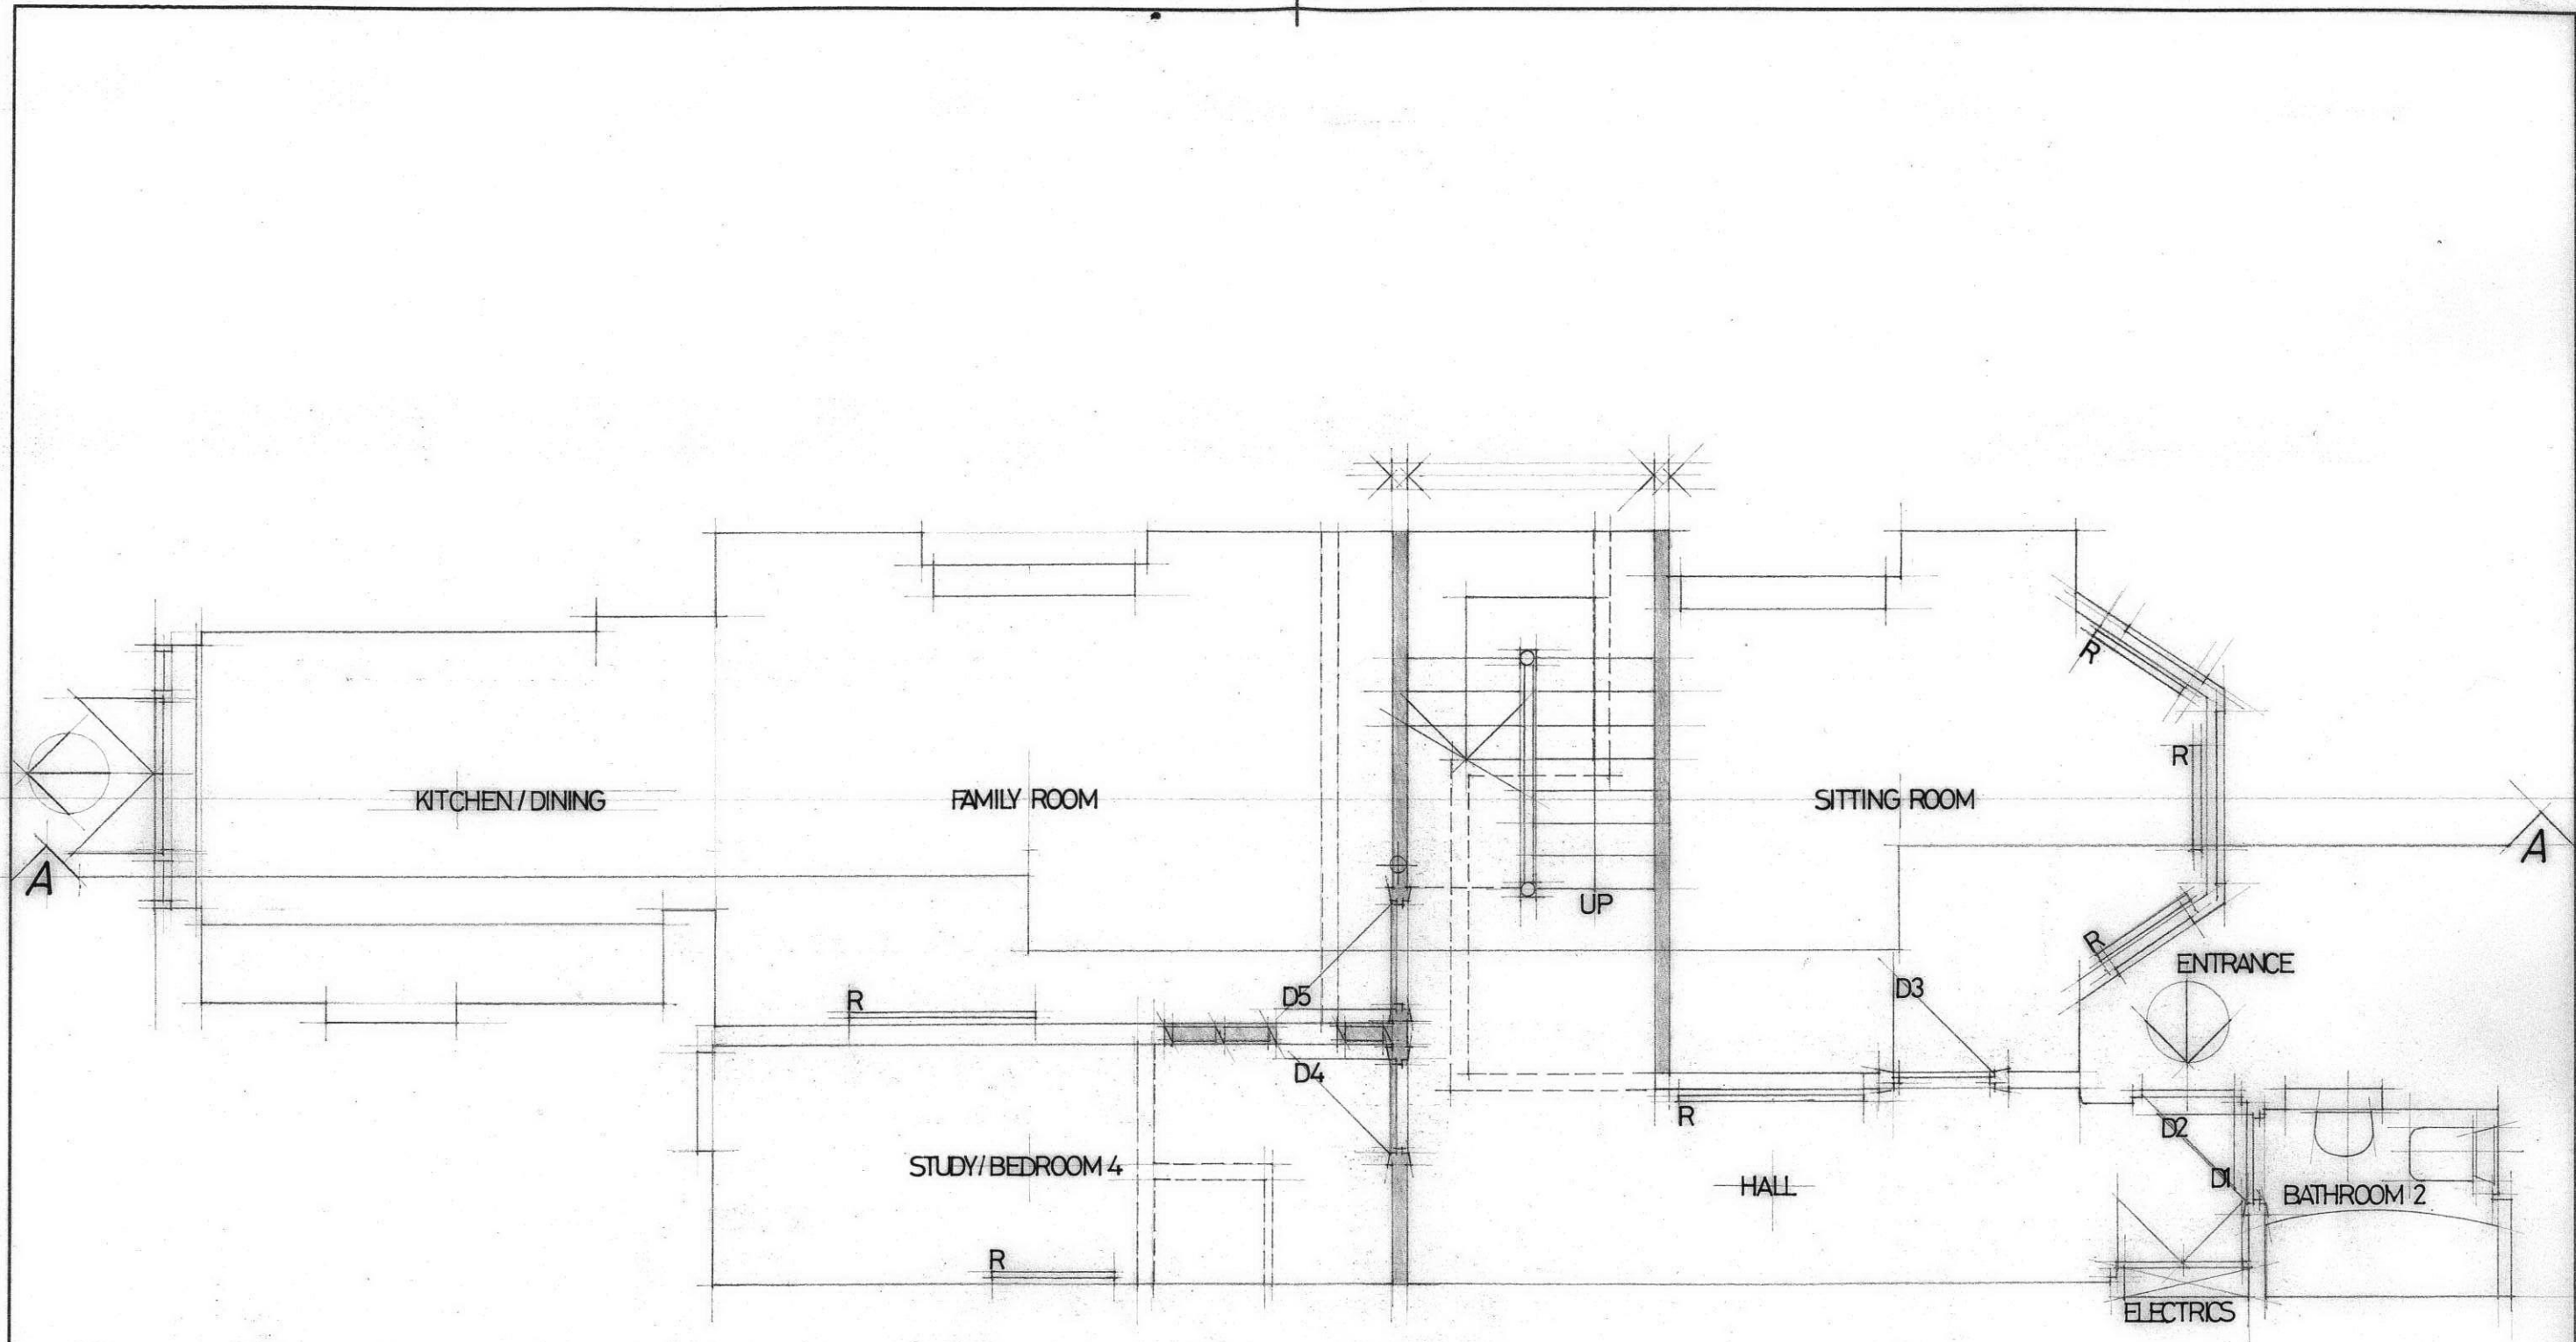 R
R
KITCHEN/DINING
FAMILY ROOM
SITTING ROOM
A
A
UP
R
ENTRANCE
R
D5
D3
D4
R
D2
STUDY/BEDROOM 4
HALL
D1
BATHROOM 2
R
ELECTRICS